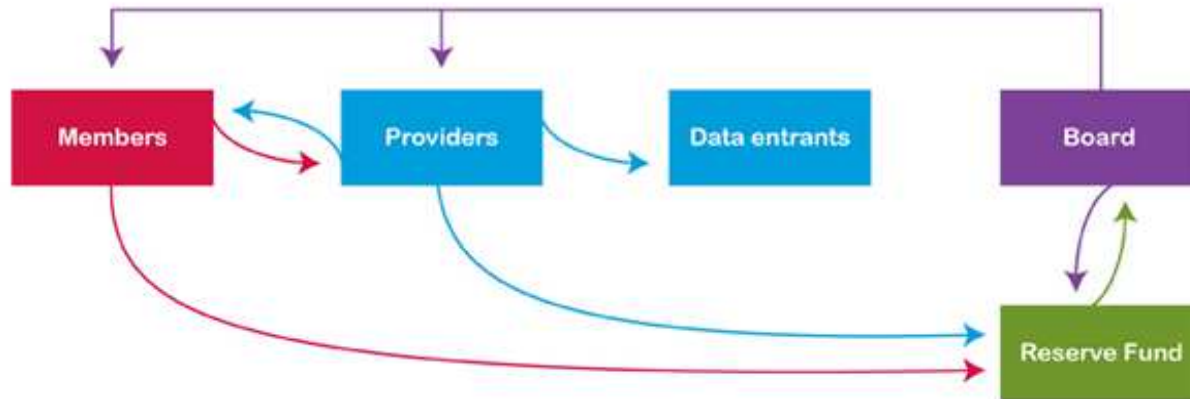 Members
Providers
Data entrants
Board
Reserve Fund